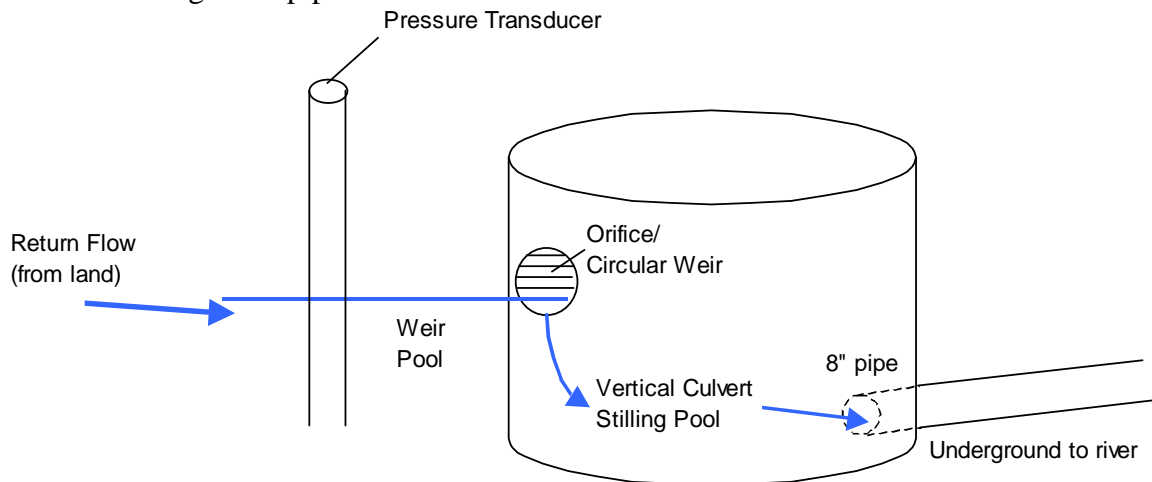 Pressure Transducer
Return Flow
(from land)
Orifice/
Circular Weir
Weir
Pool
8" pipe
Vertical Culvert
Stilling Pool
Underground to river